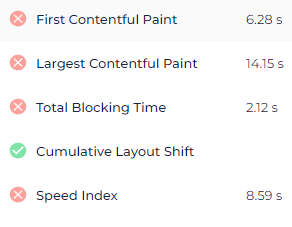 First Contentful Paint 6.28 s
Largest Contentful Paint 14.15 s
Total Blocking Time 2.12 s
Cumulative Layout Shift
Speed Index 8.59 s